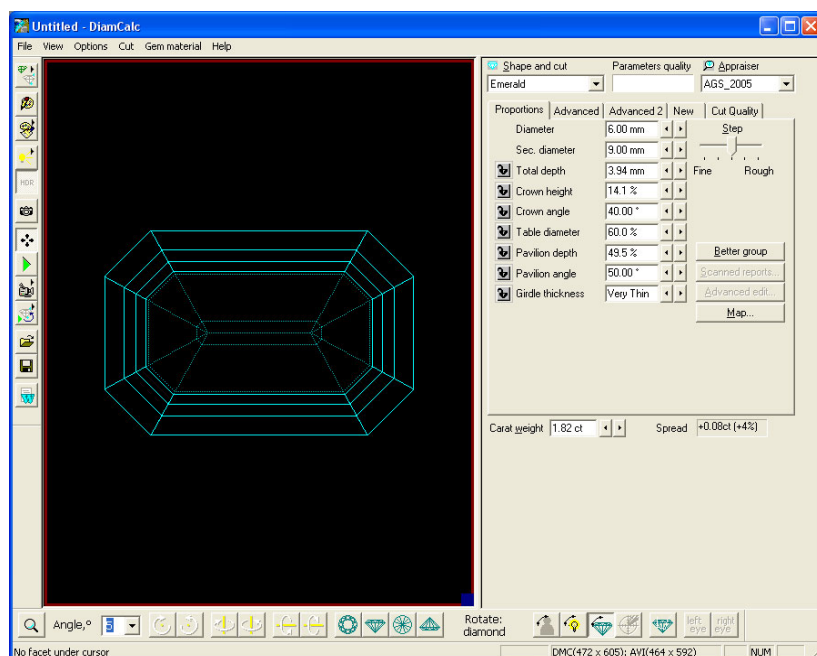 Untitled - DiamCalc
File View Options Cut Gem material Help
Shape and cut Parameters quality Appraiser
Emerald AGS_2005
Proportions Advanced Advanced 2 New Cut Quality
Diameter 6.00 mm Step
Sec. diameter 9.00 mm
Total depth 3.94 mm Fine Rough
Crown height 14.1 %
Crown angle 40.00 °
Table diameter 60.0 %
Pavilion depth 49.5 % Better group
Pavilion angle 50.00 ° Scanned reports...
Girdle thickness Very Thin Advanced edit...
Map...
HDR
Carat weight 1.82 ct Spread +0.08ct (+4%)
Angle,° 5 Rotate: diamond left eye right eye
No facet under cursor DMC(472 x 605); AVI(464 x 592) NUM